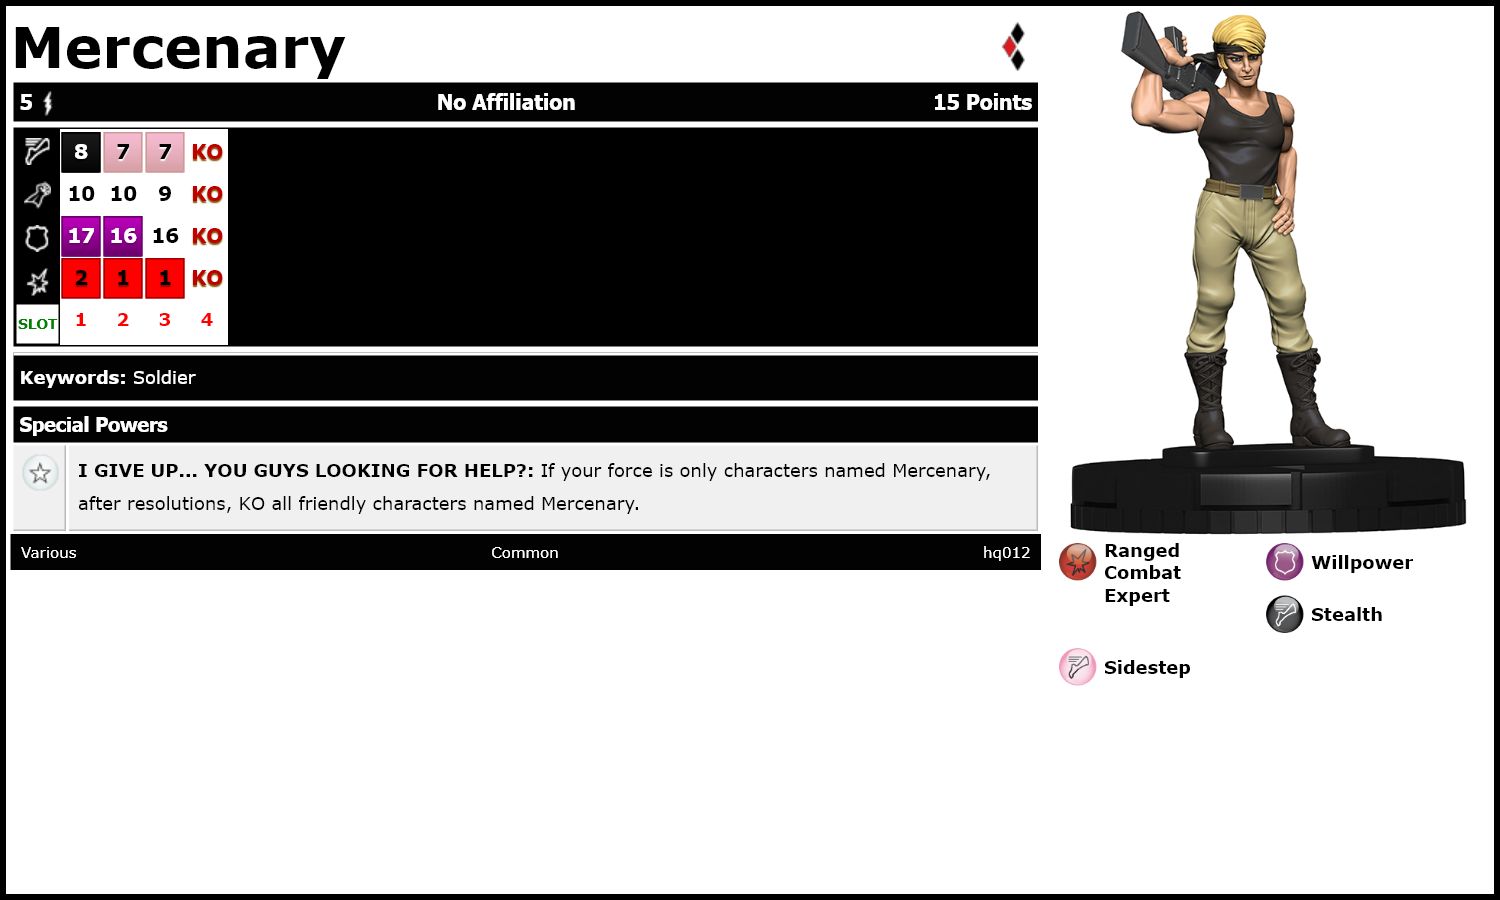 Mercenary
5 No Affiliation 15 Points
8 7 7 KO
10 10 9 KO
17 16 16 KO
2 1 1 KO
SLOT 1 2 3 4
Keywords: Soldier
Special Powers
I GIVE UP... YOU GUYS LOOKING FOR HELP?: If your force is only characters named Mercenary,
after resolutions, KO all friendly characters named Mercenary.
Various Common hq012
Ranged
Combat
Expert
Willpower
Stealth
Sidestep